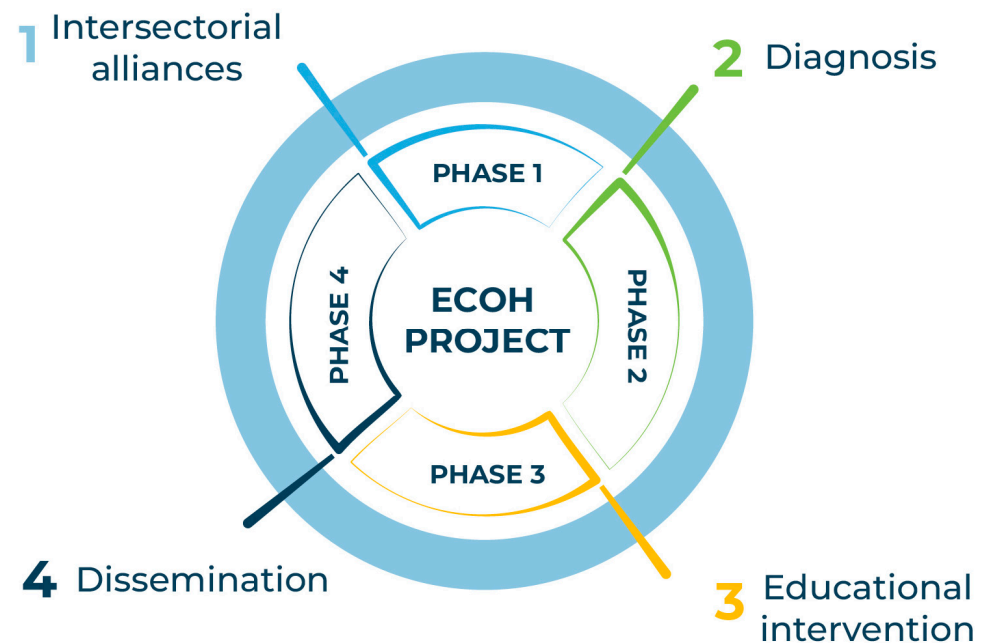 1 Intersectorial
alliances
2 Diagnosis
PHASE 1
PHASE 4
ECOH
PROJECT
PHASE 2
PHASE 3
4 Dissemination
3 Educational
intervention